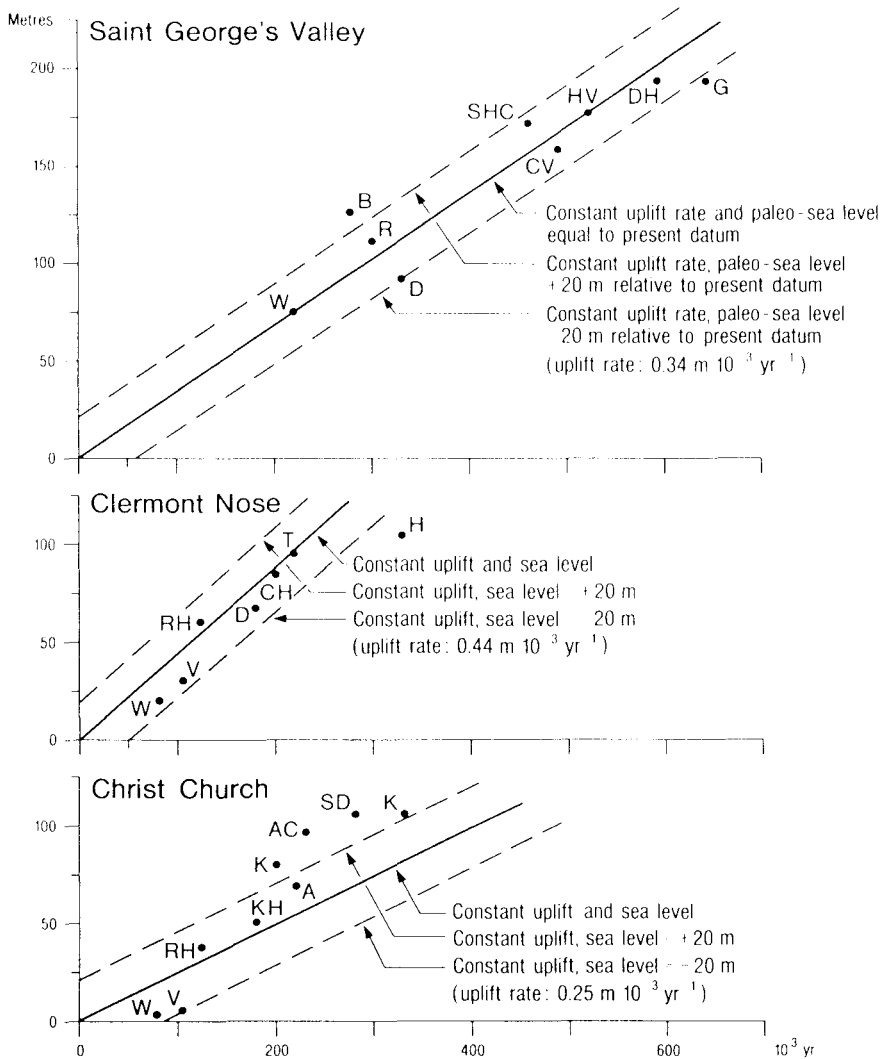 Metres
Saint George's Valley
200
150
100
50
0
SHC
HV
DH
G
CV
B
R
D
W
Constant uplift rate and paleo-sea level
equal to present datum
Constant uplift rate, paleo-sea level
+20 m relative to present datum
Constant uplift rate, paleo-sea level
20 m relative to present datum
(uplift rate: 0.34 m 10 3 yr 1)
Clermont Nose
100
50
0
T
H
CH
D
RH
V
W
Constant uplift and sea level
Constant uplift, sea level +20 m
Constant uplift, sea level 20 m
(uplift rate: 0.44 m 10 3 yr 1)
Christ Church
100
50
0
SD
K
AC
K
A
KH
RH
W
V
Constant uplift and sea level
Constant uplift, sea level +20 m
Constant uplift, sea level -20 m
(uplift rate: 0.25 m 10 3 yr 1)
0
200
400
600
10³ yr